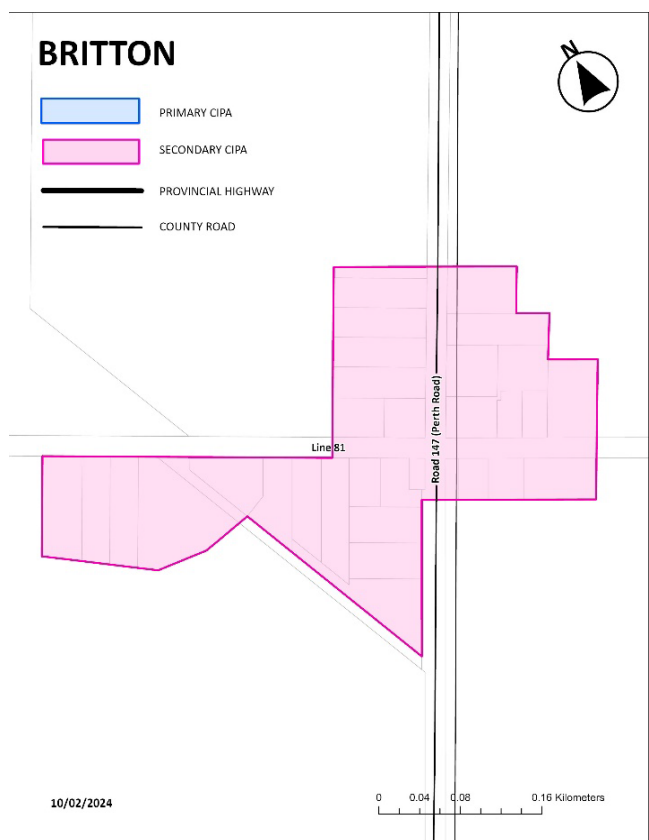 BRITTON
N
PRIMARY CIPA
SECONDARY CIPA
PROVINCIAL HIGHWAY
COUNTY ROAD
Line 81
Road 147 (Perth Road)
10/02/2024
0 0.04 0.08 0.16 Kilometers